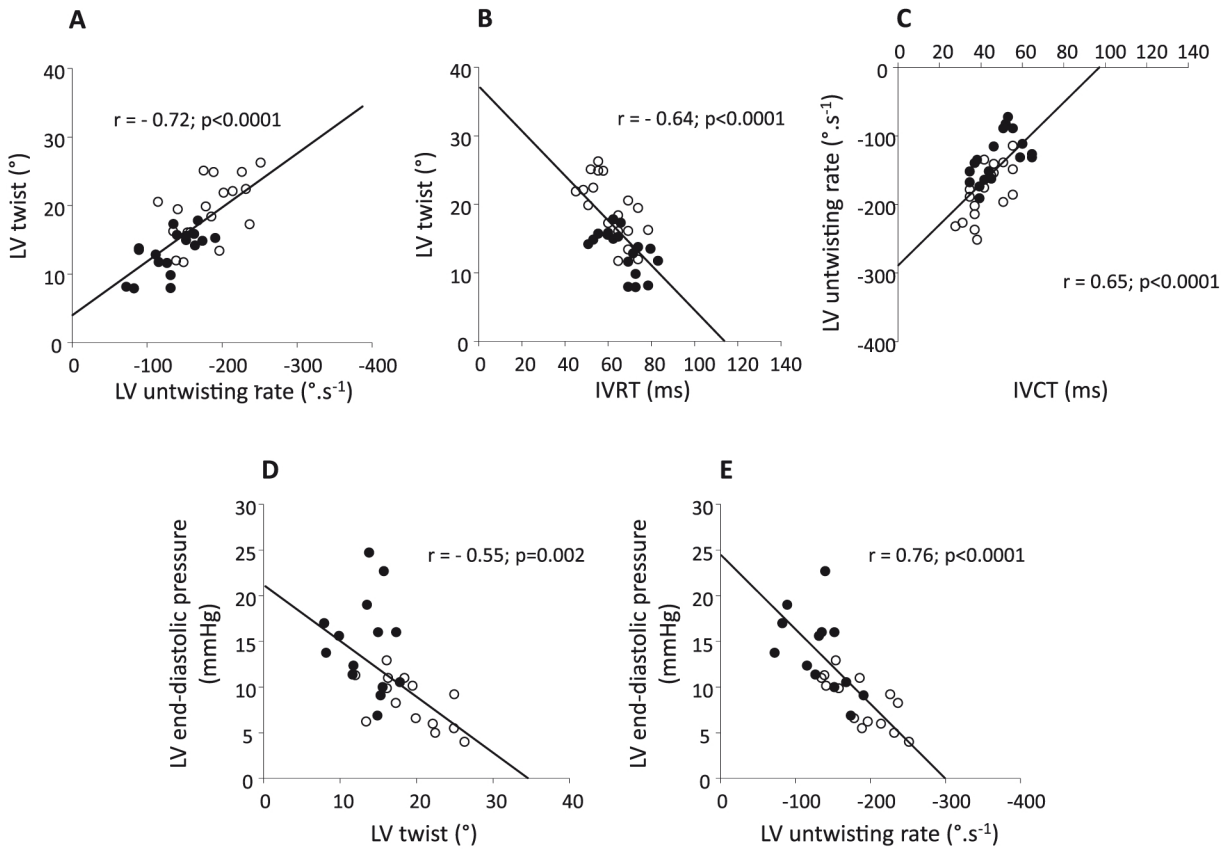 A
40
30
20
10
0
LV twist (°)
r = - 0.72; p<0.0001
-100 -200 -300 -400
LV untwisting rate (°.s⁻¹)
B
40
30
20
10
0
LV twist (°)
r = - 0.64; p<0.0001
0 20 40 60 80 100 120 140
IVRT (ms)
C
0 20 40 60 80 100 120 140
0
-100
-200
-300
-400
LV untwisting rate (°.s⁻¹)
r = 0.65; p<0.0001
IVCT (ms)
D
30
25
20
15
10
5
0
LV end-diastolic pressure
(mmHg)
r = - 0.55; p=0.002
0 10 20 30 40
LV twist (°)
E
30
25
20
15
10
5
0
LV end-diastolic pressure
(mmHg)
r = 0.76; p<0.0001
0 -100 -200 -300 -400
LV untwisting rate (°.s⁻¹)